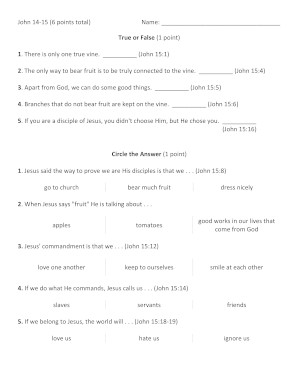 John 14-15 (6 points total) Name: ___________________________________
True or False (1 point)
1. There is only one true vine. __________ (John 15:1)
2. The only way to bear fruit is to be truly connected to the vine. __________ (John 15:4)
3. Apart from God, we can do some good things. __________ (John 15:5)
4. Branches that do not bear fruit are kept on the vine. __________ (John 15:6)
5. If you are a disciple of Jesus, you didn't choose Him, but He chose you. __________
(John 15:16)
Circle the Answer (1 point)
1. Jesus said the way to prove we are His disciples is that we . . . (John 15:8)
go to church bear much fruit dress nicely
2. When Jesus says "fruit" He is talking about . . .
apples tomatoes good works in our lives that
come from God
3. Jesus' commandment is that we . . . (John 15:12)
love one another keep to ourselves smile at each other
4. If we do what He commands, Jesus calls us . . . (John 15:14)
slaves servants friends
5. If we belong to Jesus, the world will . . . (John 15:18-19)
love us hate us ignore us